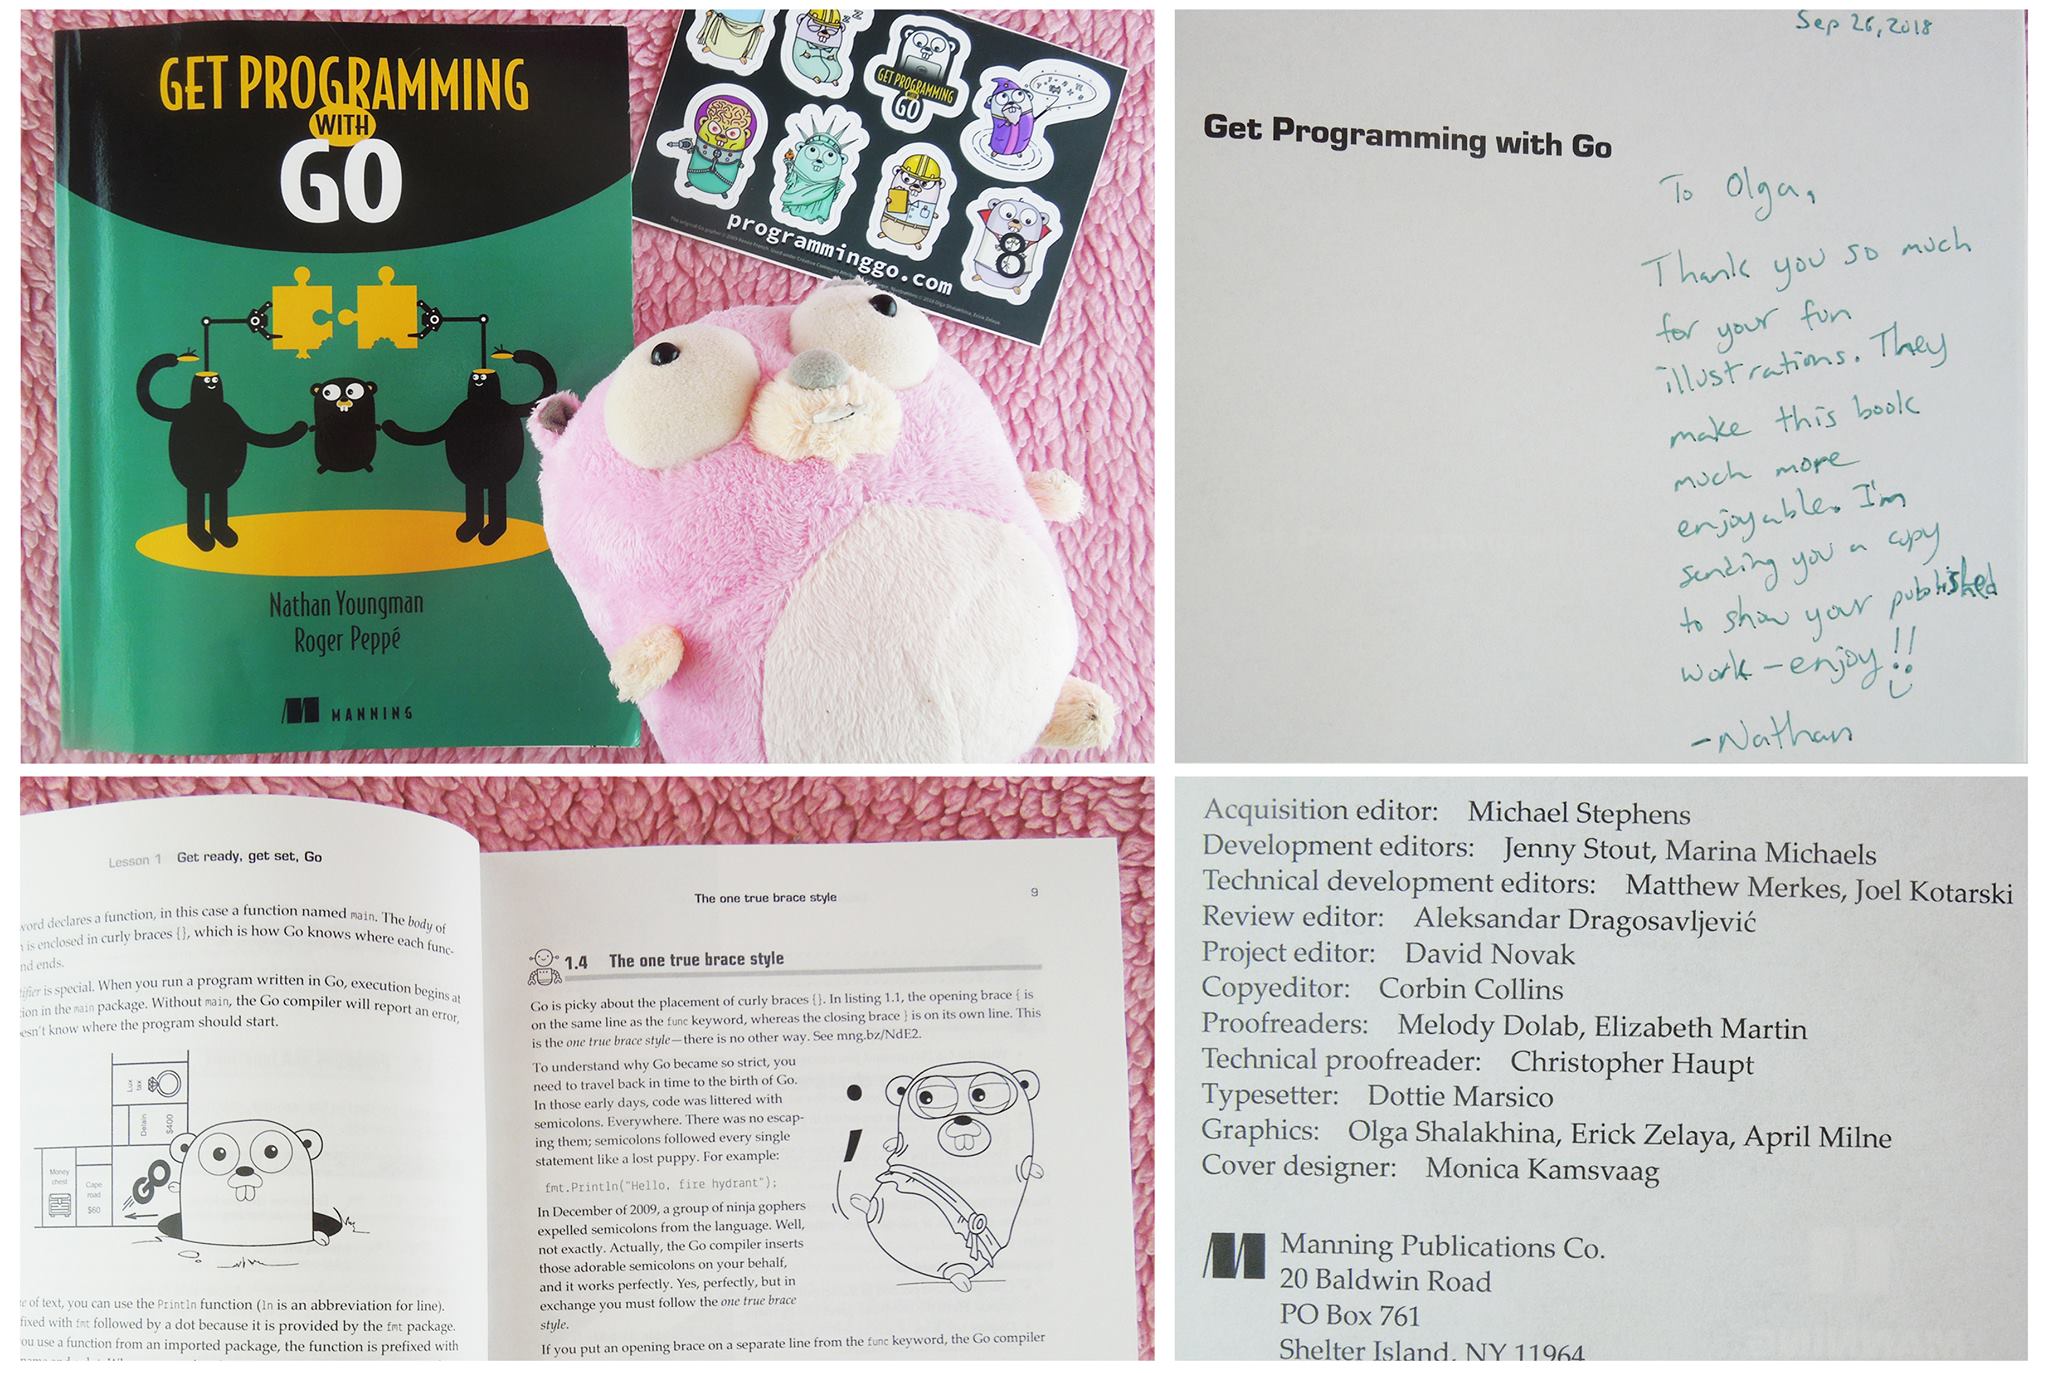 GET PROGRAMMING
WITH
GO
Nathan Youngman
Roger Peppé
MANNING
zz
GET PROGRAMMING
WITH
GO
programminggo.com
Sep 26, 2018
Get Programming with Go
To Olga,
Thank you so much
for your fun
illustrations. They
make this book
much more
enjoyable. I'm
sending you a copy
to show your published
work – enjoy!!
- Nathan
Lesson 1 Get ready, get set, Go
word declares a function, in this case a function named main. The body of
is enclosed in curly braces {}, which is how Go knows where each func-
nd ends.
tifier is special. When you run a program written in Go, execution begins at
tion in the main package. Without main, the Go compiler will report an error,
esn't know where the program should start.
Lux
tax
Delain
$400
Money
chest
Cape
road
$60
GO
of text, you can use the Println function (ln is an abbreviation for line).
fixed with fmt followed by a dot because it is provided by the fmt package.
ou use a function from an imported package, the function is prefixed with
The one true brace style 9
1.4 The one true brace style
Go is picky about the placement of curly braces {}. In listing 1.1, the opening brace { is
on the same line as the func keyword, whereas the closing brace } is on its own line. This
is the one true brace style—there is no other way. See mng.bz/NdE2.
To understand why Go became so strict, you
need to travel back in time to the birth of Go.
In those early days, code was littered with
semicolons. Everywhere. There was no escap-
ing them; semicolons followed every single
statement like a lost puppy. For example:
fmt.Println("Hello, fire hydrant");
In December of 2009, a group of ninja gophers
expelled semicolons from the language. Well,
not exactly. Actually, the Go compiler inserts
those adorable semicolons on your behalf,
and it works perfectly. Yes, perfectly, but in
exchange you must follow the one true brace
style.
;
If you put an opening brace on a separate line from the func keyword, the Go compiler
Acquisition editor: Michael Stephens
Development editors: Jenny Stout, Marina Michaels
Technical development editors: Matthew Merkes, Joel Kotarski
Review editor: Aleksandar Dragosavljević
Project editor: David Novak
Copyeditor: Corbin Collins
Proofreaders: Melody Dolab, Elizabeth Martin
Technical proofreader: Christopher Haupt
Typesetter: Dottie Marsico
Graphics: Olga Shalakhina, Erick Zelaya, April Milne
Cover designer: Monica Kamsvaag
Manning Publications Co.
20 Baldwin Road
PO Box 761
Shelter Island, NY 11964